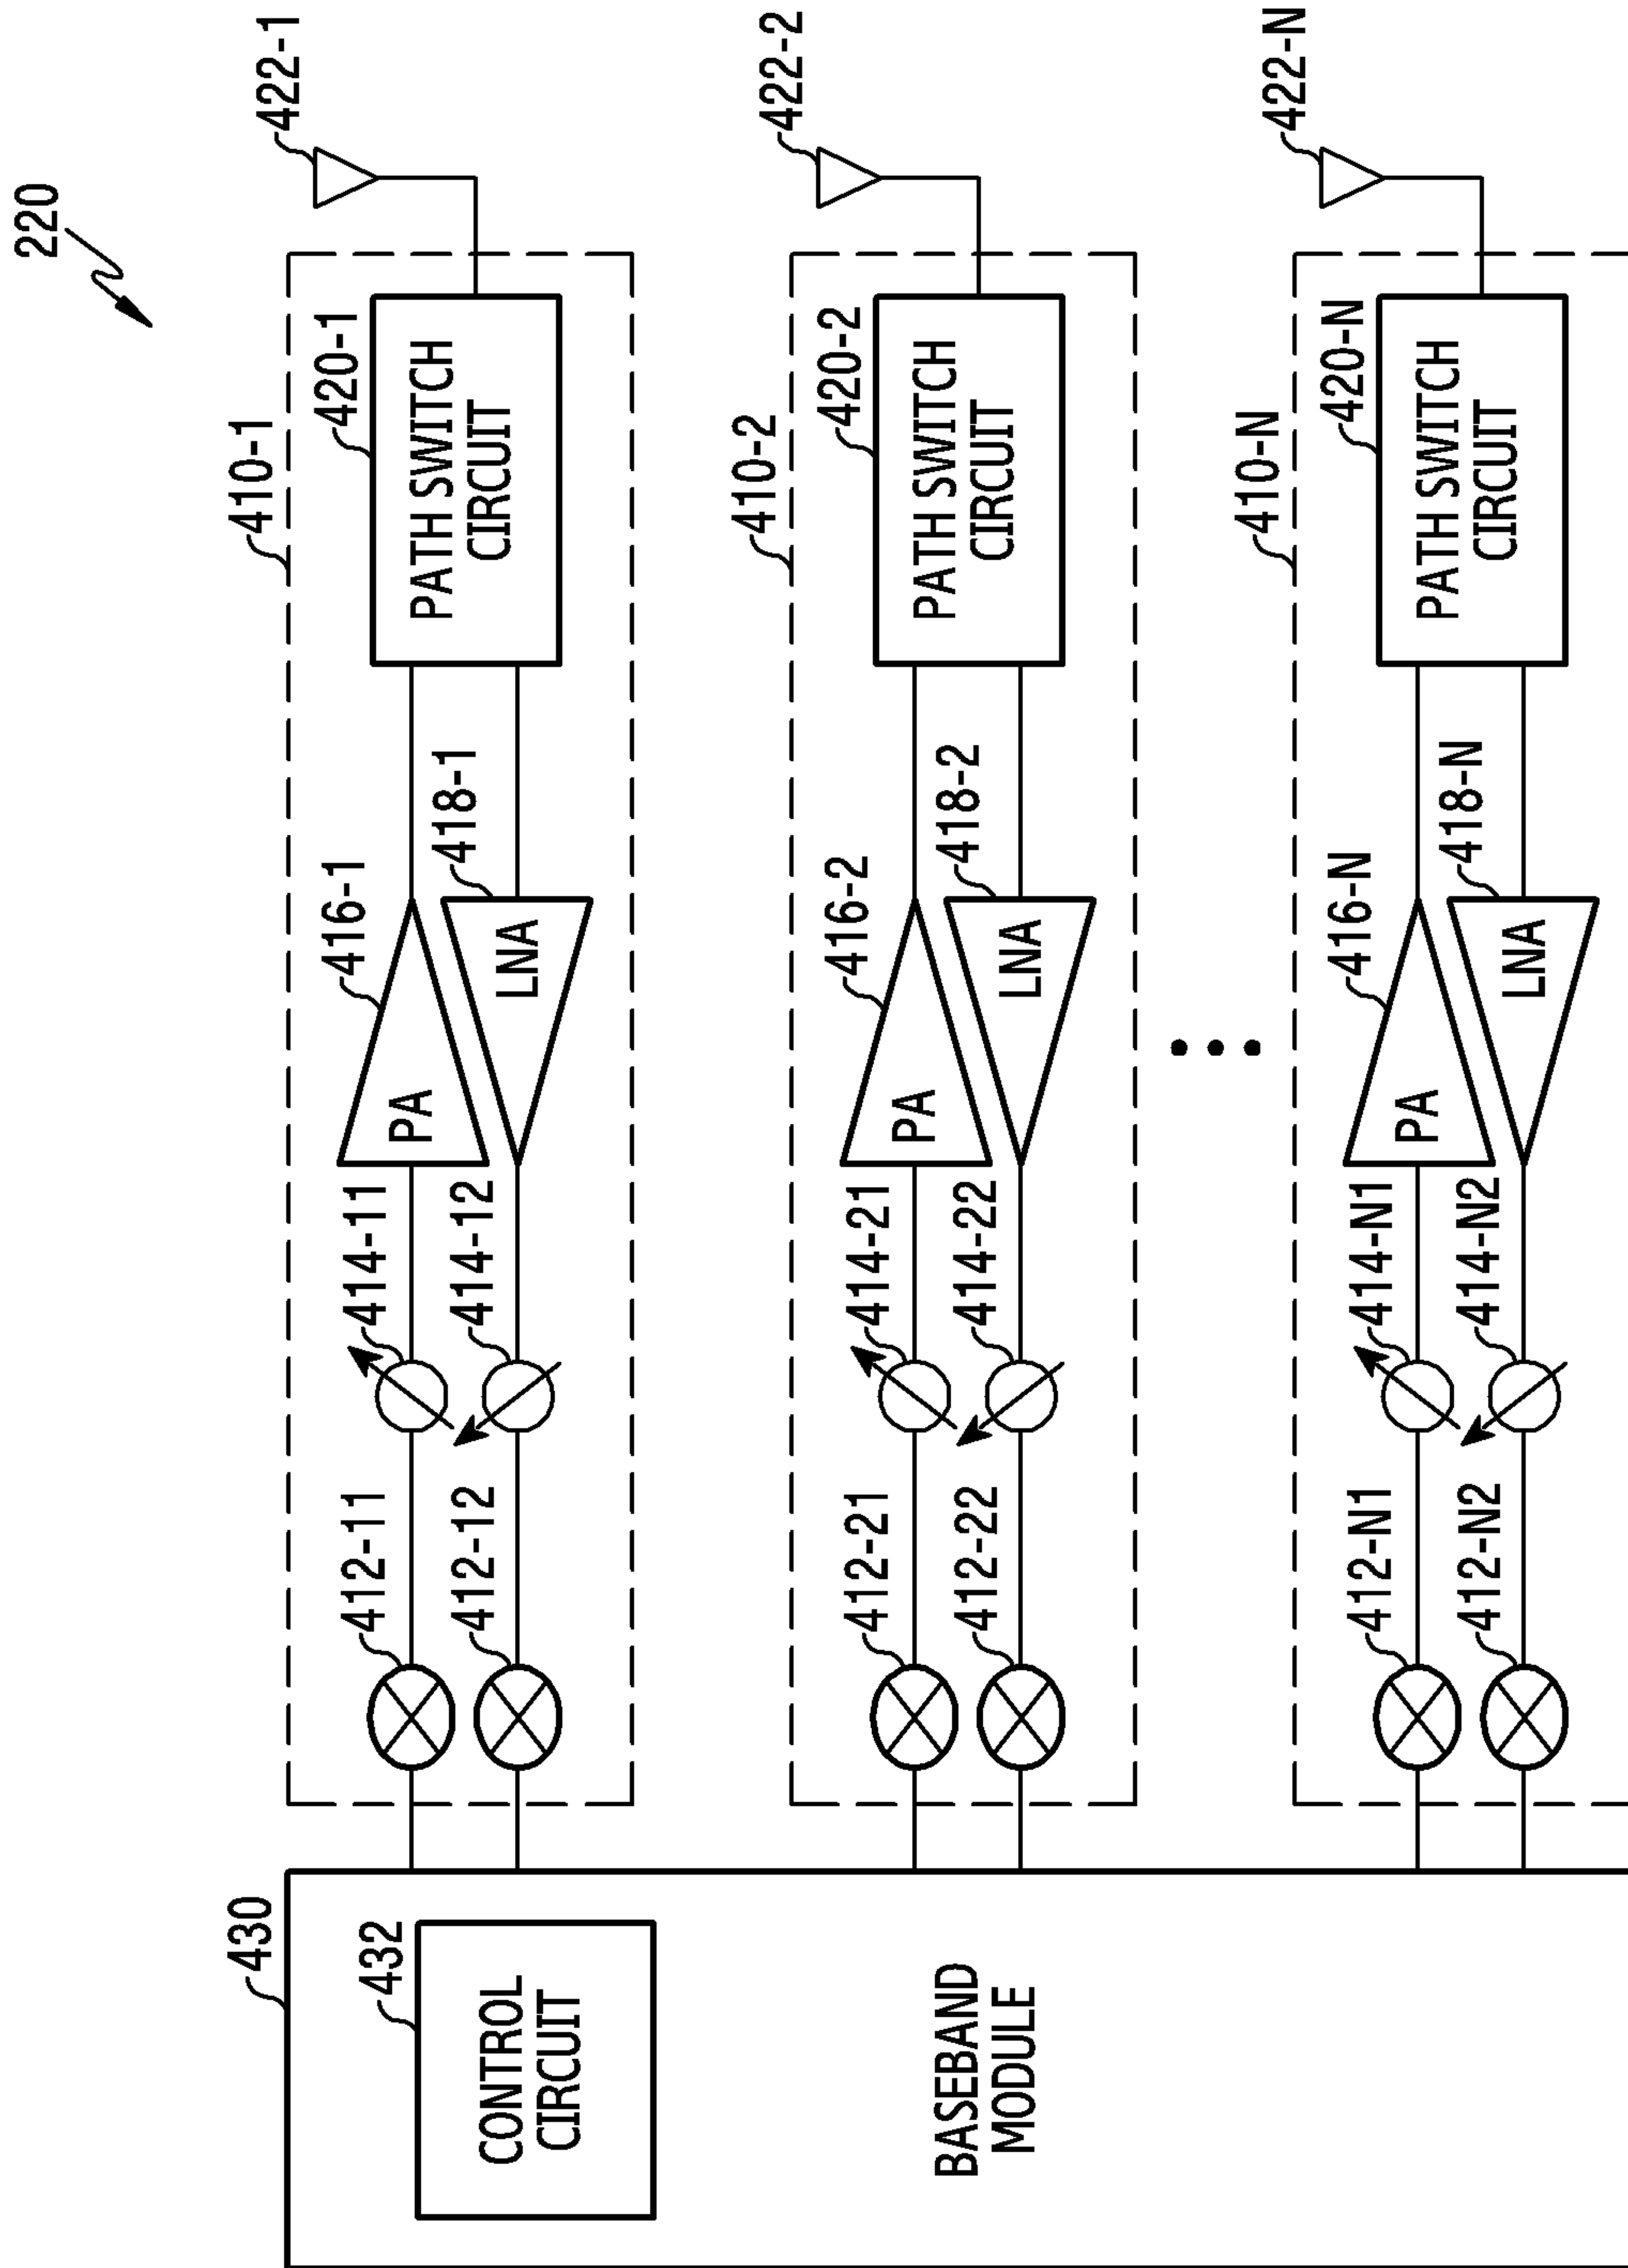 220
430
432
CONTROL
CIRCUIT
BASEBAND
MODULE
410-1
412-11
414-11
416-1
420-1
422-1
412-12
414-12
418-1
PA
LNA
PATH SWITCH
CIRCUIT
410-2
412-21
414-21
416-2
420-2
422-2
412-22
414-22
418-2
PA
LNA
PATH SWITCH
CIRCUIT
410-N
412-N1
414-N1
416-N
420-N
422-N
412-N2
414-N2
418-N
PA
LNA
PATH SWITCH
CIRCUIT